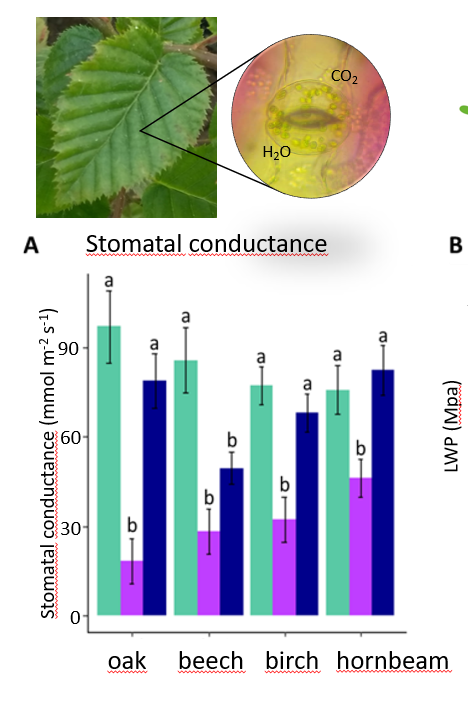 CO₂
H₂O
A
Stomatal conductance
B
Stomatal conductance (mmol m⁻² s⁻¹)
90
60
30
0
a
b
a
a
b
b
a
b
a
a
b
a
oak
beech
birch
hornbeam
LWP (Mpa)